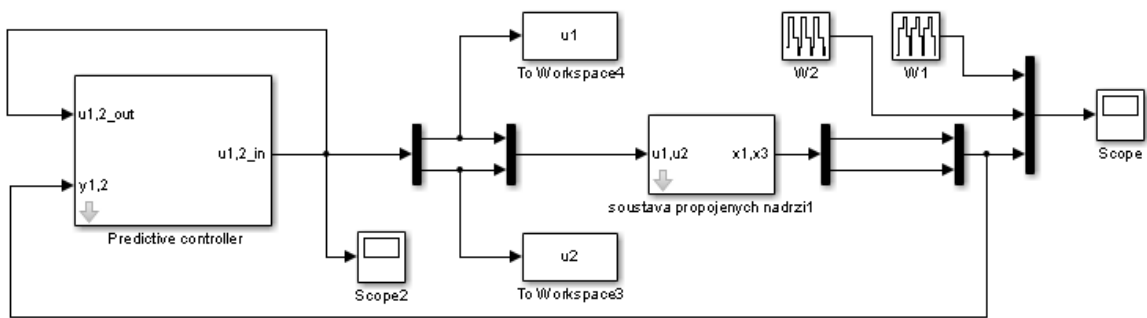 u1
To Workspace4
W2
W1
Scope
u1,2_out
u1,2_in
y1,2
Predictive controller
u1,u2
x1,x3
soustava propojenych nadrzi1
Scope2
u2
To Workspace3